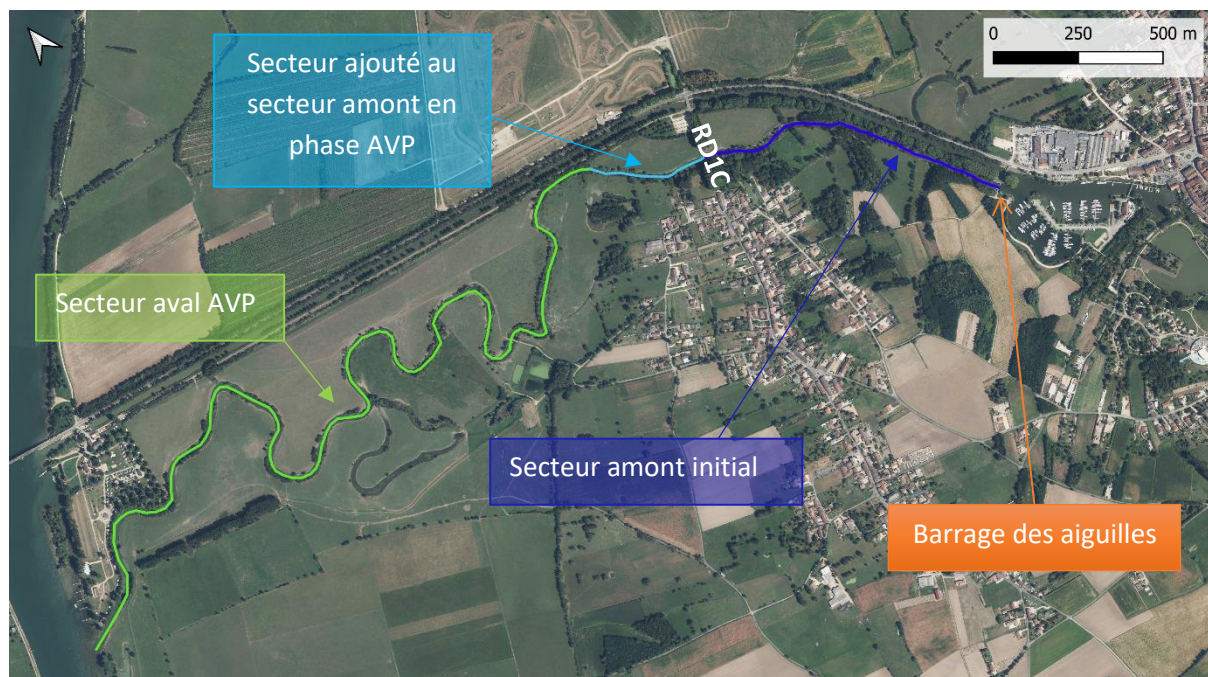 0 250 500 m
Secteur ajouté au
secteur amont en
phase AVP
RD1C
Secteur aval AVP
Secteur amont initial
Barrage des aiguilles